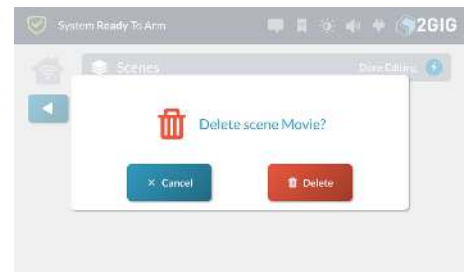 System Ready To Arm
2GIG
Scenes
Done Editing
Delete scene Movie?
× Cancel
Delete